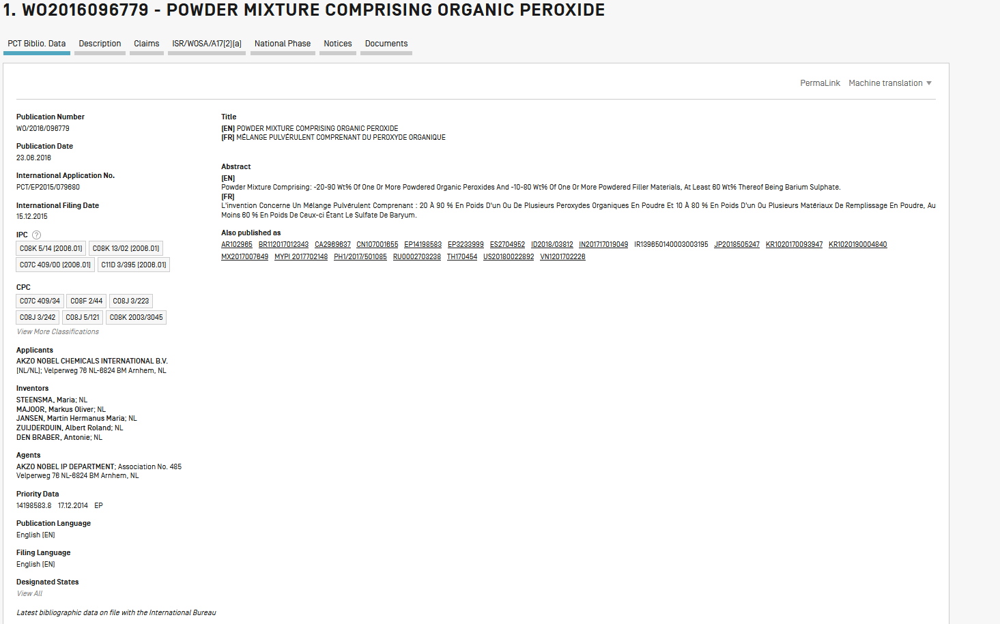 1. WO2016096779 - POWDER MIXTURE COMPRISING ORGANIC PEROXIDE
PCT Biblio. Data Description Claims ISR/WOSA/A17[2][a] National Phase Notices Documents
PermaLink Machine translation
Publication Number
WO/2016/096779
Publication Date
23.06.2016
International Application No.
PCT/EP2015/079680
International Filing Date
15.12.2015
IPC ?
C08K 5/14 [2006.01] C08K 13/02 [2006.01]
C07C 409/00 [2006.01] C11D 3/395 [2006.01]
CPC
C07C 409/34 C08F 2/44 C08J 3/223
C08J 3/242 C08J 5/121 C08K 2003/3045
View More Classifications
Applicants
AKZO NOBEL CHEMICALS INTERNATIONAL B.V.
[NL/NL]; Velperweg 76 NL-6824 BM Arnhem, NL
Inventors
STEENSMA, Maria; NL
MAJOOR, Markus Oliver; NL
JANSEN, Martin Hermanus Maria; NL
ZUIJDERDUIN, Albert Roland; NL
DEN BRABER, Antonie; NL
Agents
AKZO NOBEL IP DEPARTMENT; Association No. 485
Velperweg 76 NL-6824 BM Arnhem, NL
Priority Data
14198583.8 17.12.2014 EP
Publication Language
English [EN]
Filing Language
English [EN]
Designated States
View All
Latest bibliographic data on file with the International Bureau
Title
[EN] POWDER MIXTURE COMPRISING ORGANIC PEROXIDE
[FR] MÉLANGE PULVÉRULENT COMPRENANT DU PEROXYDE ORGANIQUE
Abstract
[EN]
Powder Mixture Comprising: -20-90 Wt% Of One Or More Powdered Organic Peroxides And -10-80 Wt% Of One Or More Powdered Filler Materials, At Least 60 Wt% Thereof Being Barium Sulphate.
[FR]
L'invention Concerne Un Mélange Pulvérulent Comprenant : 20 À 90 % En Poids D'un Ou De Plusieurs Peroxydes Organiques En Poudre Et 10 À 80 % En Poids D'un Ou Plusieurs Matériaux De Remplissage En Poudre, Au
Moins 60 % En Poids De Ceux-ci Étant Le Sulfate De Baryum.
Also published as
AR102965 BR112017012343 CA2969637 CN107001655 EP14198583 EP3233999 ES2704952 ID2018/03812 IN201717019049 IR139650140003003195 JP2018505247 KR1020170093947 KR1020190004840
MX2017007649 MYPI 2017702148 PH1/2017/501085 RU0002703238 TH170454 US20180022892 VN1201702226